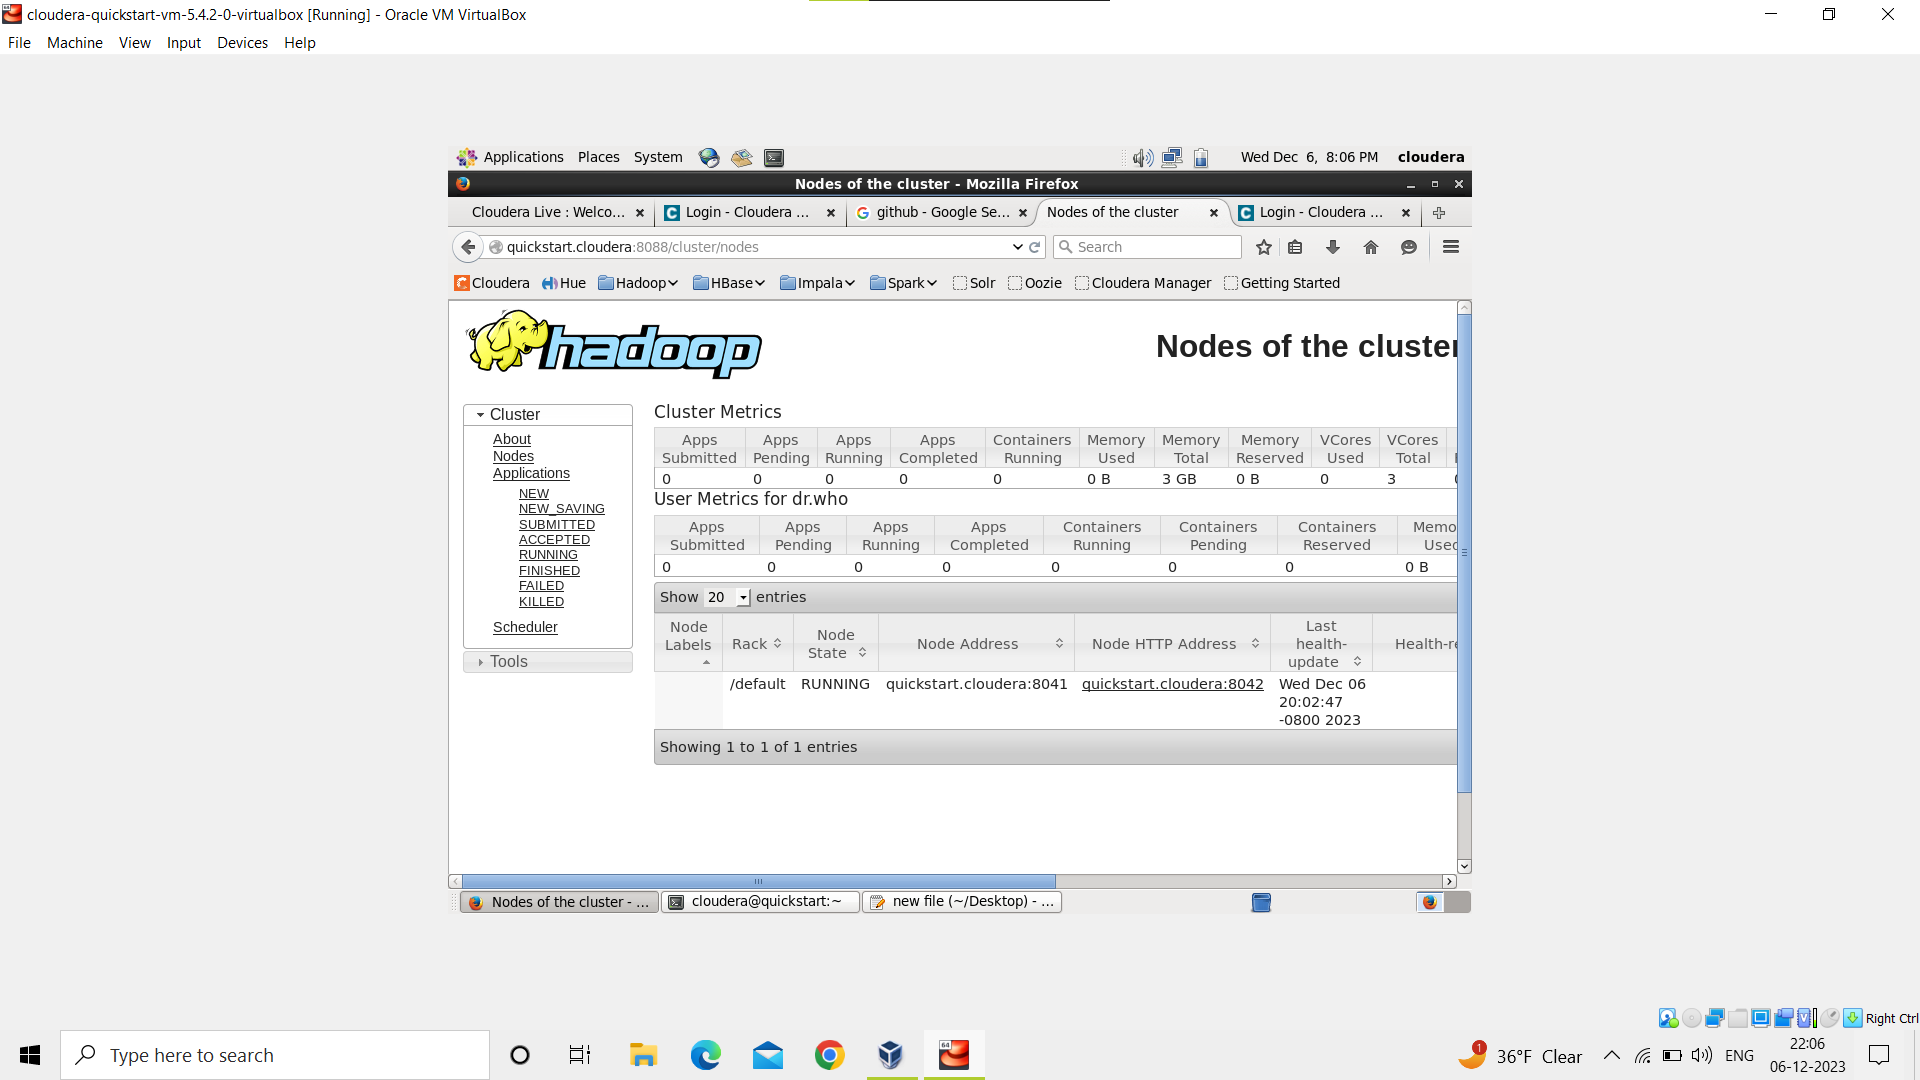 cloudera-quickstart-vm-5.4.2-0-virtualbox [Running] - Oracle VM VirtualBox
File Machine View Input Devices Help
Applications Places System Wed Dec 6, 8:06 PM cloudera
Nodes of the cluster - Mozilla Firefox
Cloudera Live : Welco... Login - Cloudera ... github - Google Se... Nodes of the cluster Login - Cloudera ...
quickstart.cloudera:8088/cluster/nodes Search
Cloudera Hue Hadoop HBase Impala Spark Solr Oozie Cloudera Manager Getting Started
hadoop
Nodes of the cluster
Cluster
About
Nodes
Applications
NEW
NEW_SAVING
SUBMITTED
ACCEPTED
RUNNING
FINISHED
FAILED
KILLED
Scheduler
Tools
Cluster Metrics
Apps Submitted Apps Pending Apps Running Apps Completed Containers Running Memory Used Memory Total Memory Reserved VCores Used VCores Total
0 0 0 0 0 0 B 3 GB 0 B 0 3
User Metrics for dr.who
Apps Submitted Apps Pending Apps Running Apps Completed Containers Running Containers Pending Containers Reserved Memo Used
0 0 0 0 0 0 0 0 B
Show 20 entries
Node Labels Rack Node State Node Address Node HTTP Address Last health-update Health-re
/default RUNNING quickstart.cloudera:8041 quickstart.cloudera:8042 Wed Dec 06 20:02:47 -0800 2023
Showing 1 to 1 of 1 entries
Nodes of the cluster - ... cloudera@quickstart:~ new file (~/Desktop) - ...
Right Ctrl
Type here to search
64
1
36°F Clear ENG
22:06
06-12-2023